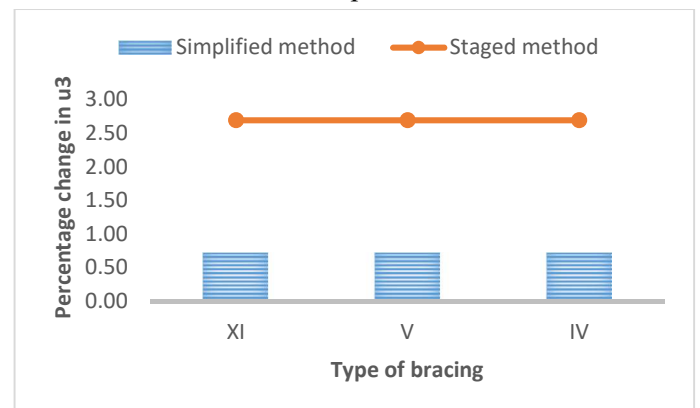 Simplified method Staged method
Percentage change in u3
3.00
2.50
2.00
1.50
1.00
0.50
0.00
XI V IV
Type of bracing